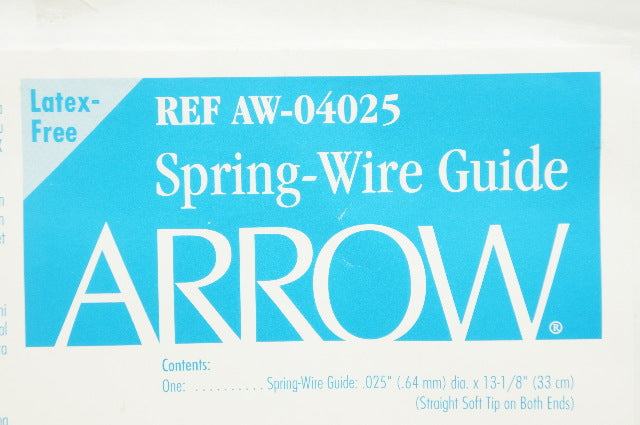 Latex-
Free
REF AW-04025
Spring-Wire Guide
ARROW®
Contents:
One: .......... Spring-Wire Guide: .025" (.64 mm) dia. x 13-1/8" (33 cm)
(Straight Soft Tip on Both Ends)